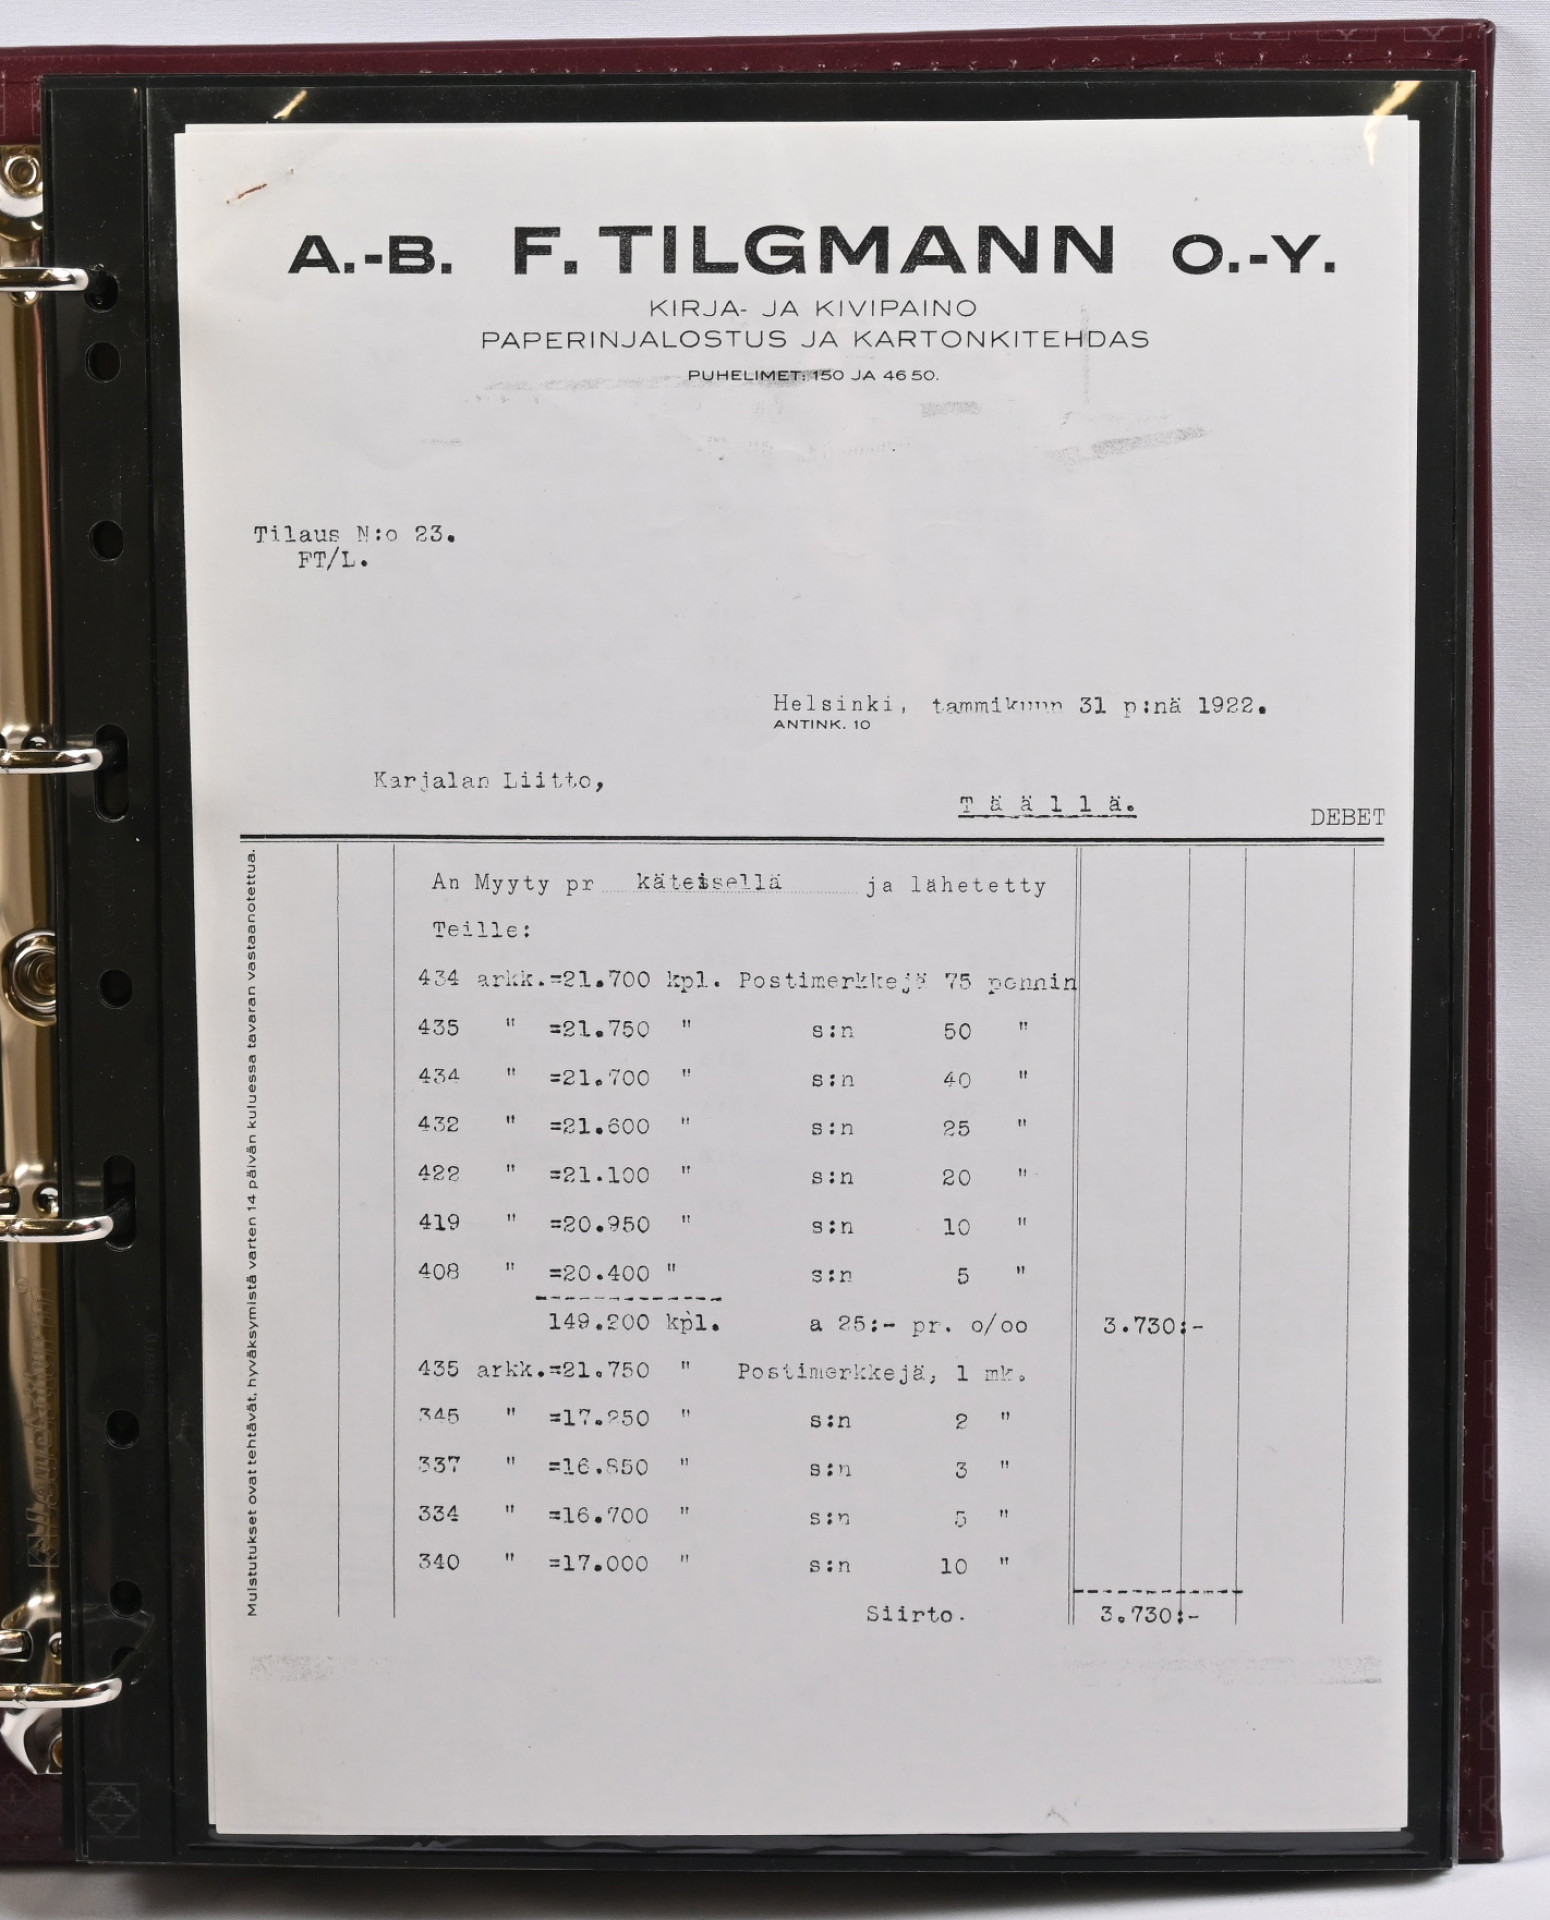 A.-B. F. TILGMANN O.-Y.
KIRJA- JA KIVIPAINO
PAPERINJALOSTUS JA KARTONKITEHDAS
PUHELIMET: 150 JA 46 50.
Tilaus N:o 23.
FT/L.
Helsinki, tammikuun 31 p:nä 1922.
ANTINK. 10
Karjalan Liitto,
Täällä.
DEBET
Muistutukset ovat tehtävät, hyväksymistä varten 14 päivän kuluessa tavaran vastaanotettua.
An Myyty pr käteisellä ja lähetetty
Teille:
434 arkk.=21.700 kpl. Postimerkkejä 75 pennin
435 " =21.750 " s:n 50 "
434 " =21.700 " s:n 40 "
432 " =21.600 " s:n 25 "
422 " =21.100 " s:n 20 "
419 " =20.950 " s:n 10 "
408 " =20.400 " s:n 5 "
149.200 kpl. a 25:- pr. o/oo 3.730:-
435 arkk.=21.750 " Postimerkkejä, 1 mk.
345 " =17.250 " s:n 2 "
337 " =16.850 " s:n 3 "
334 " =16.700 " s:n 5 "
340 " =17.000 " s:n 10 "
Siirto. 3.730:-